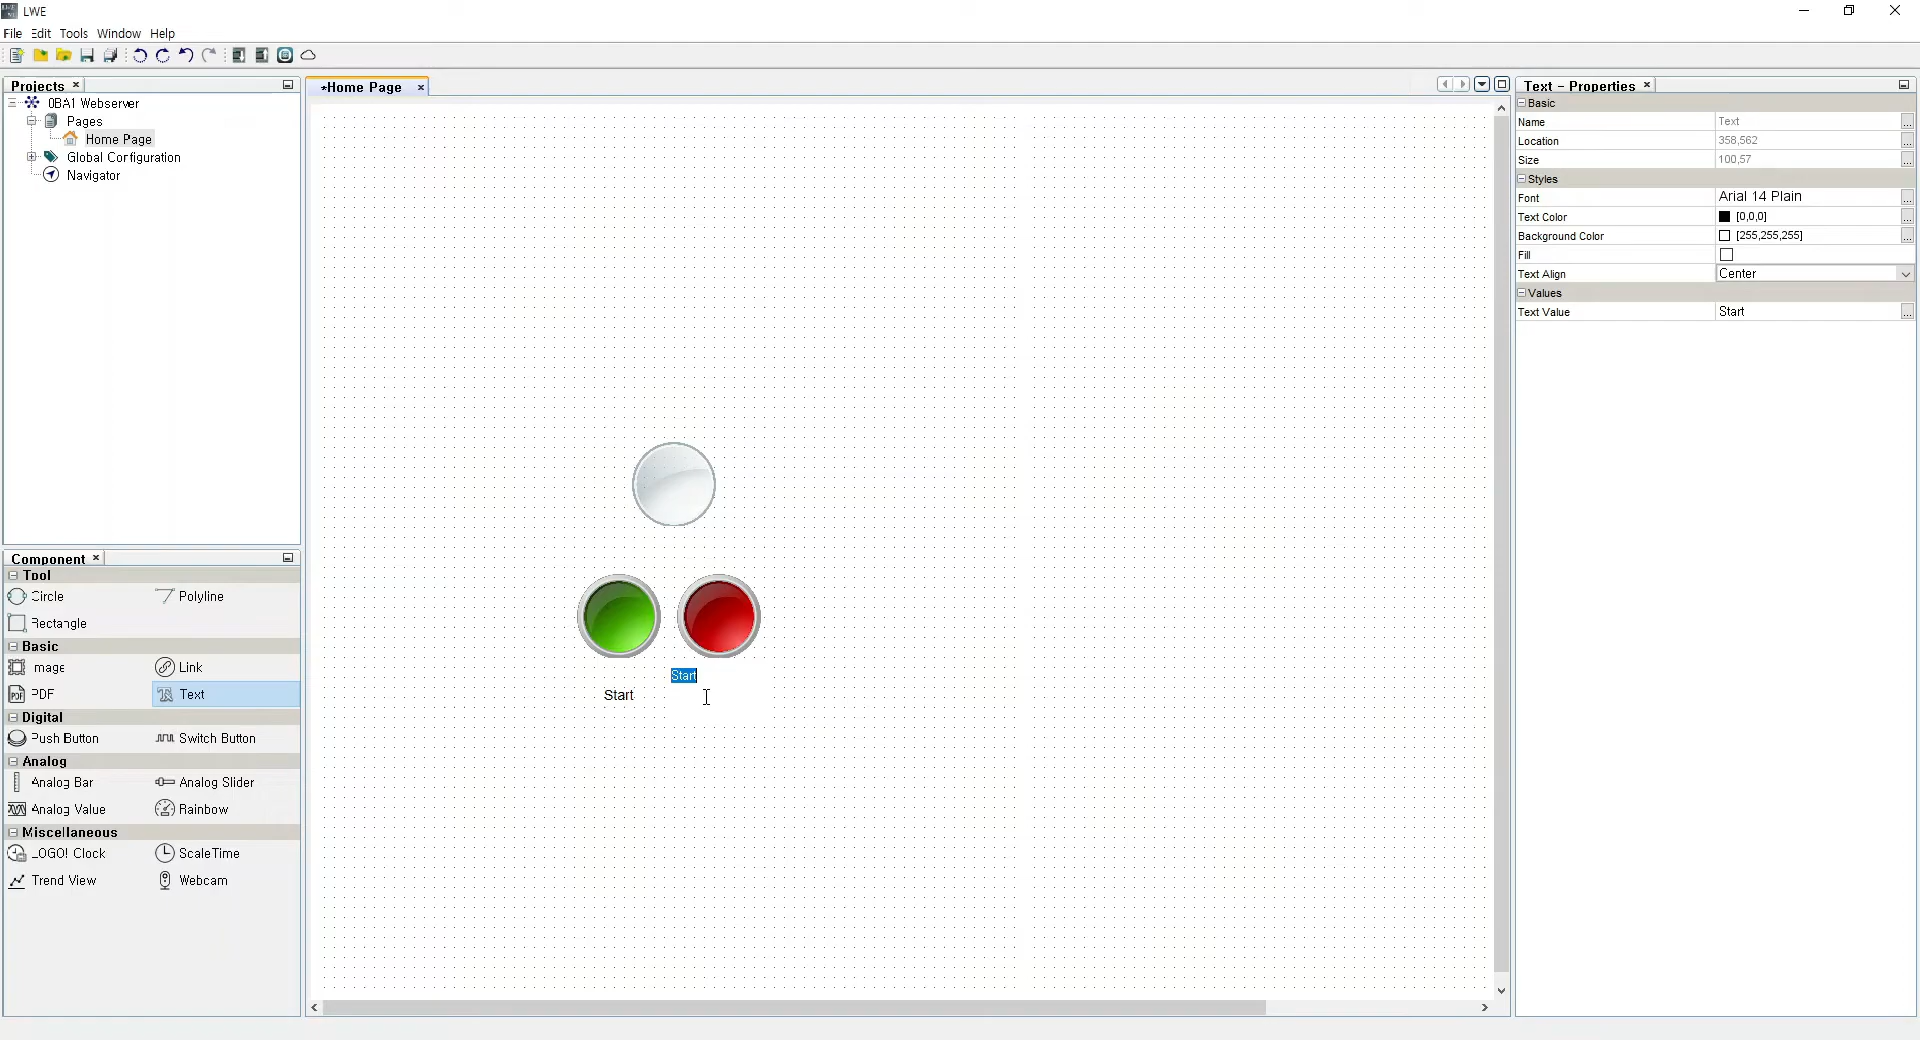 LWE
File Edit Tools Window Help
Projects
0BA1 Webserver
Pages
Home Page
Global Configuration
Navigator
Component
Tool
Circle
Polyline
Rectangle
Basic
Image
Link
PDF
Text
Digital
Push Button
Switch Button
Analog
Analog Bar
Analog Slider
Analog Value
Rainbow
Miscellaneous
LOGO! Clock
ScaleTime
Trend View
Webcam
*Home Page
Start
Start
Text - Properties
Basic
Name Text ...
Location 358,562 ...
Size 100,57 ...
Styles
Font Arial 14 Plain ...
Text Color [0,0,0] ...
Background Color [255,255,255] ...
Fill
Text Align Center
Values
Text Value Start ...